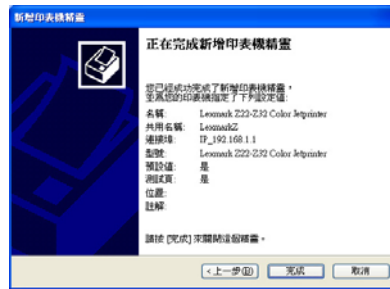 新增印表機精靈
正在完成新增印表機精靈
您已經成功完成了新增印表機精靈，
並為您的印表機指定了下列設定值:
名稱: Lexmark Z22-Z32 Color Jetprinter
共用名稱: LexmarkZ
連接埠: IP_192.168.1.1
型號: Lexmark Z22-Z32 Color Jetprinter
預設值: 是
測試頁: 是
位置:
註解:
請按 [完成] 來關閉這個精靈。
<上一步(B) 完成 取消